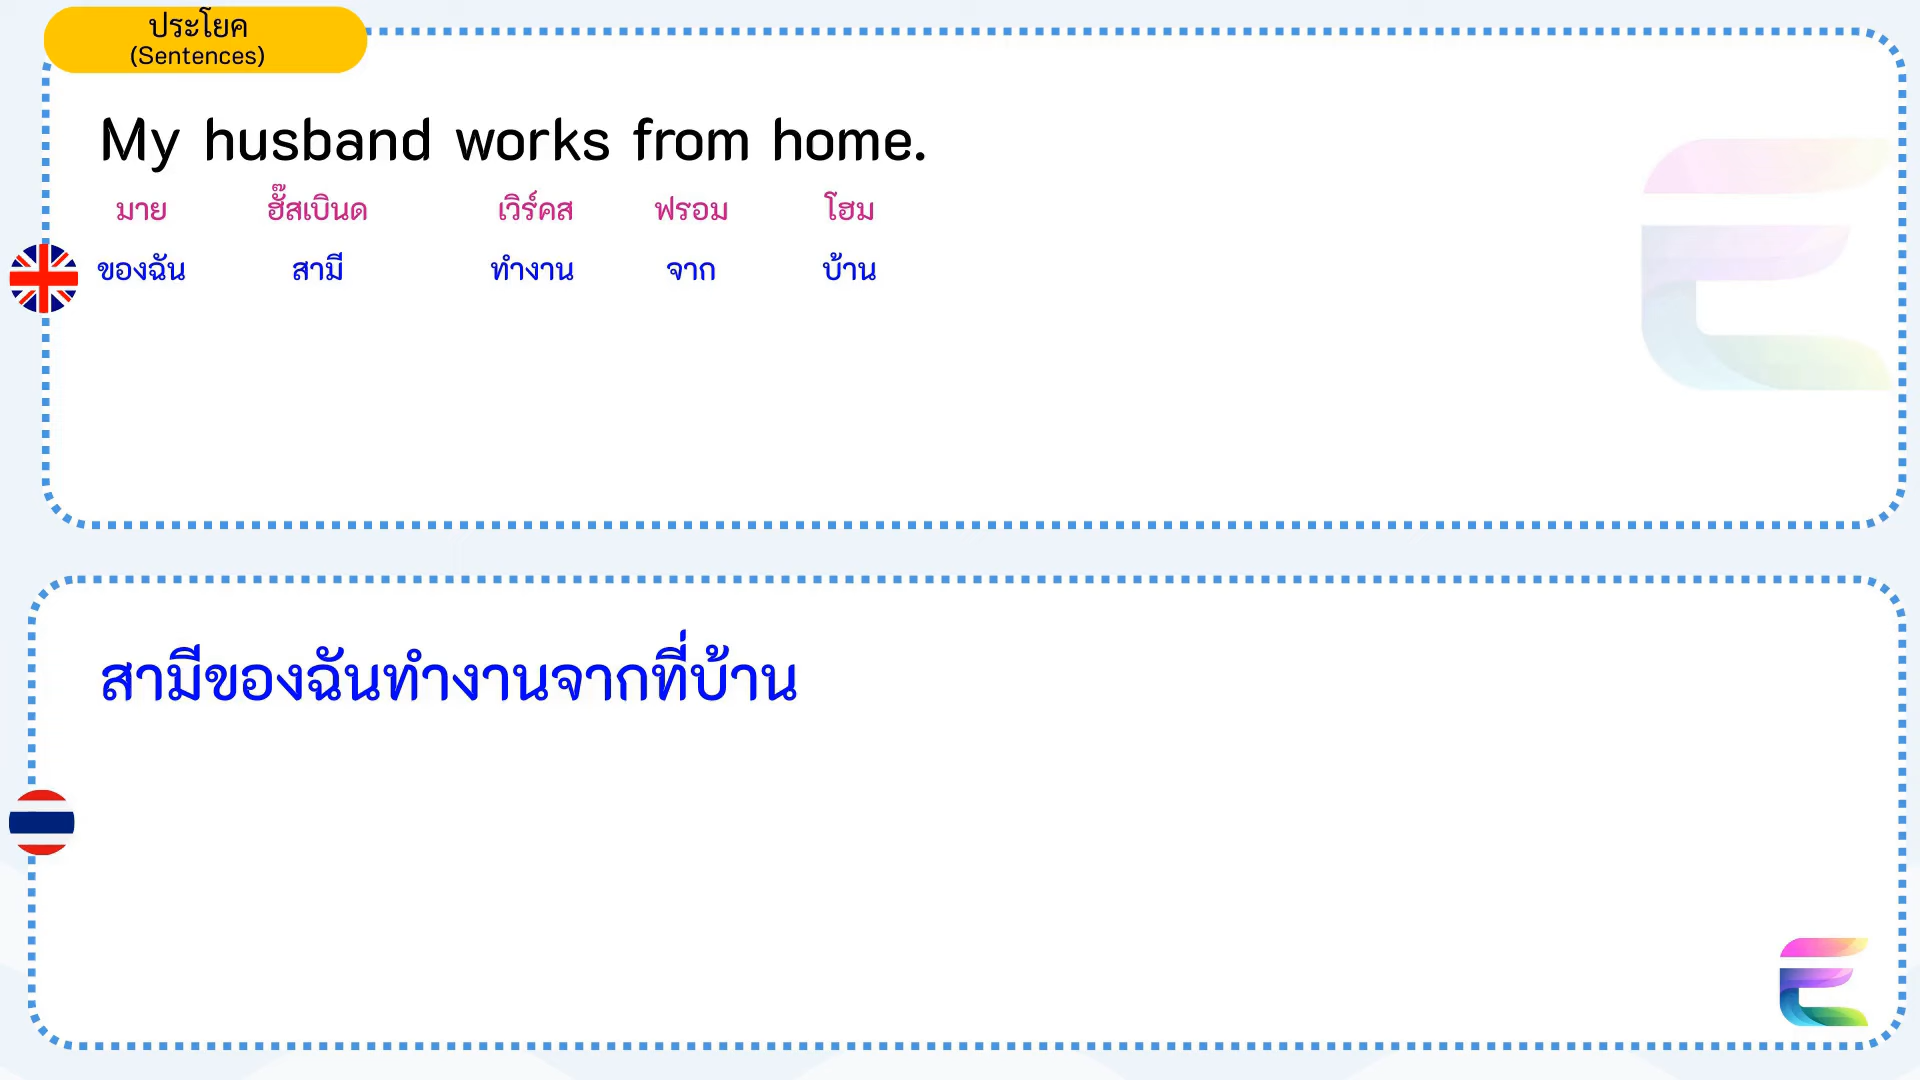 ประโยค
(Sentences)
My husband works from home.
มาย ฮั๊สเบินด เวิร์คส ฟรอม โฮม
ของฉัน สามี ทำงาน จาก บ้าน
สามีของฉันทำงานจากที่บ้าน